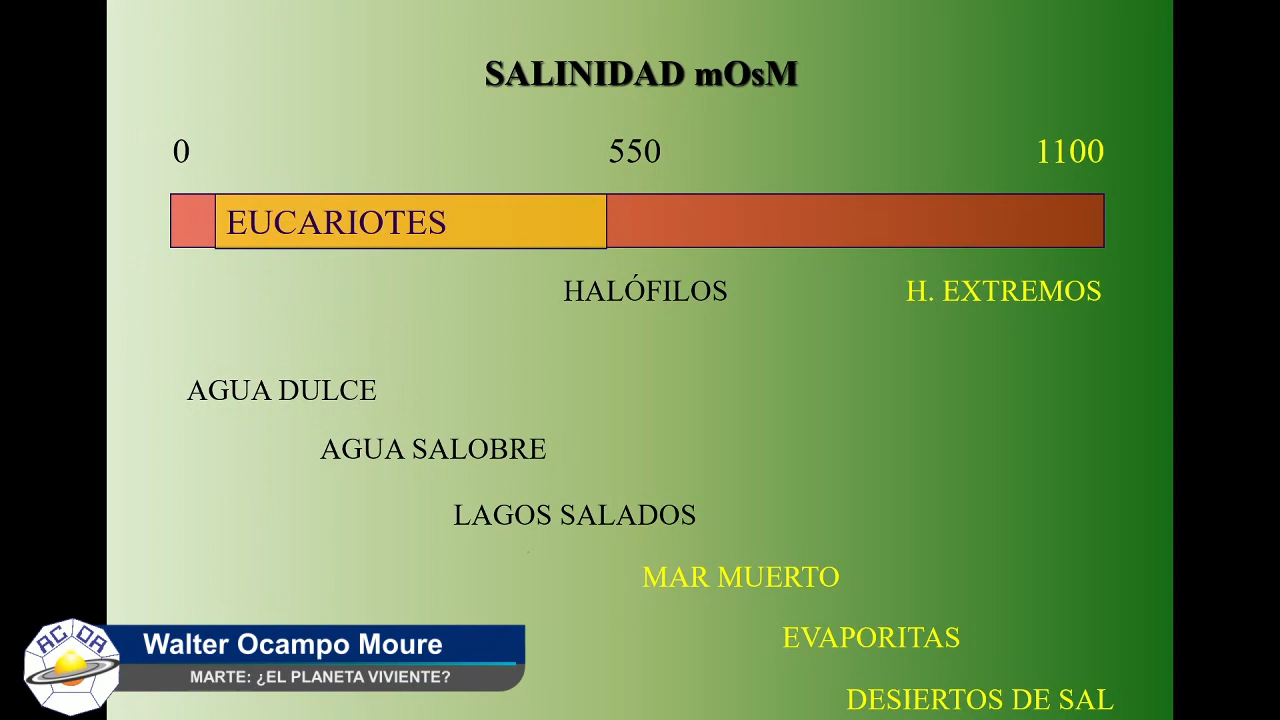 SALINIDAD mOsM
0 550 1100
EUCARIOTES
HALÓFILOS H. EXTREMOS
AGUA DULCE
AGUA SALOBRE
LAGOS SALADOS
MAR MUERTO
EVAPORITAS
DESIERTOS DE SAL
ACDA
Walter Ocampo Moure
MARTE: ¿EL PLANETA VIVIENTE?